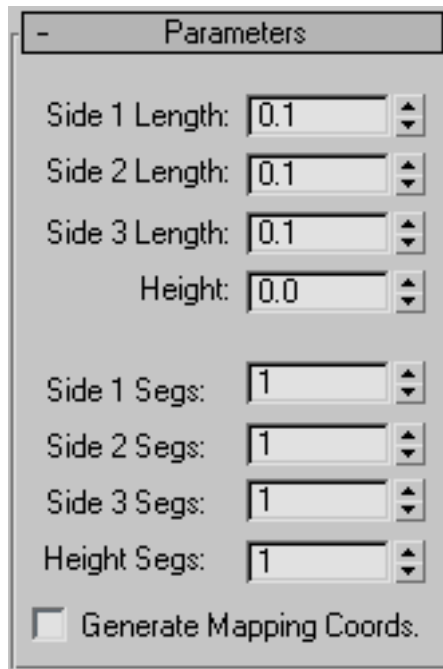 - Parameters
Side 1 Length: 0.1
Side 2 Length: 0.1
Side 3 Length: 0.1
Height: 0.0
Side 1 Segs: 1
Side 2 Segs: 1
Side 3 Segs: 1
Height Segs: 1
Generate Mapping Coords.